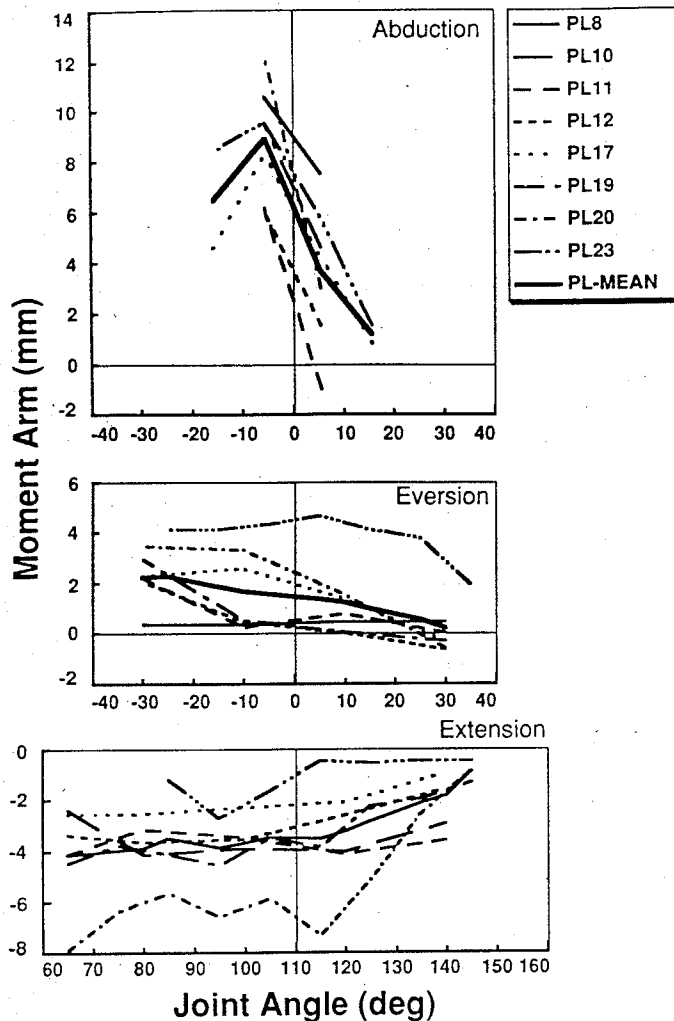 Abduction
14
12
10
8
6
4
2
0
-2
-40 -30 -20 -10 0 10 20 30 40
PL8
PL10
PL11
PL12
PL17
PL19
PL20
PL23
PL-MEAN
Moment Arm (mm)
Eversion
6
4
2
0
-2
-40 -30 -20 -10 0 10 20 30 40
Extension
0
-2
-4
-6
-8
60 70 80 90 100 110 120 130 140 150 160
Joint Angle (deg)